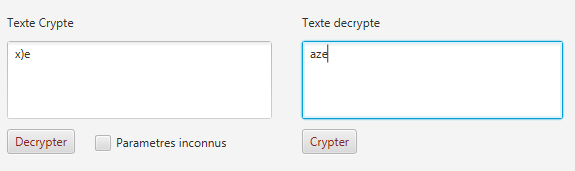 Texte Crypte
Texte decrypte
x)e
aze
Decrypter
Parametres inconnus
Crypter